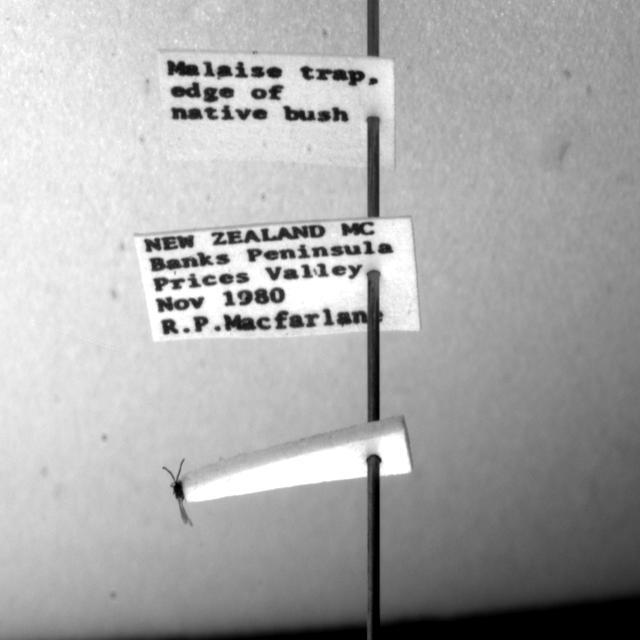 Malaise trap,
edge of
native bush
NEW ZEALAND MC
Banks Peninsula
Prices Valley
Nov 1980
R.P.Macfarlane